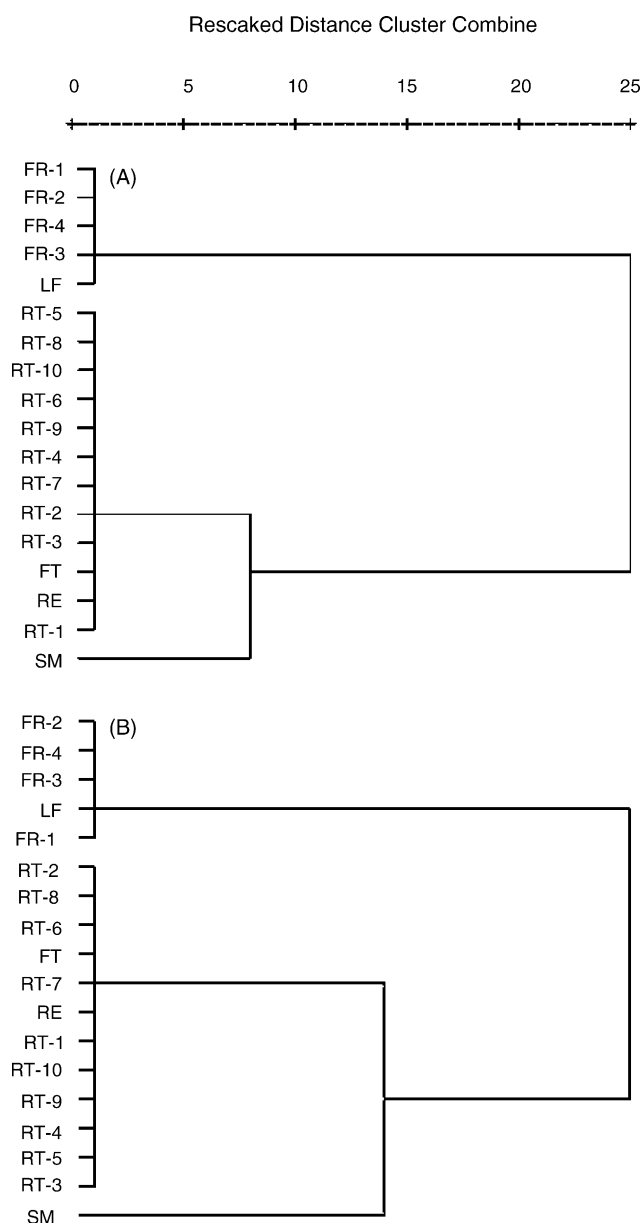 Rescaked Distance Cluster Combine
0 5 10 15 20 25
FR-1
(A)
FR-2
FR-4
FR-3
LF
RT-5
RT-8
RT-10
RT-6
RT-9
RT-4
RT-7
RT-2
RT-3
FT
RE
RT-1
SM
FR-2
(B)
FR-4
FR-3
LF
FR-1
RT-2
RT-8
RT-6
FT
RT-7
RE
RT-1
RT-10
RT-9
RT-4
RT-5
RT-3
SM